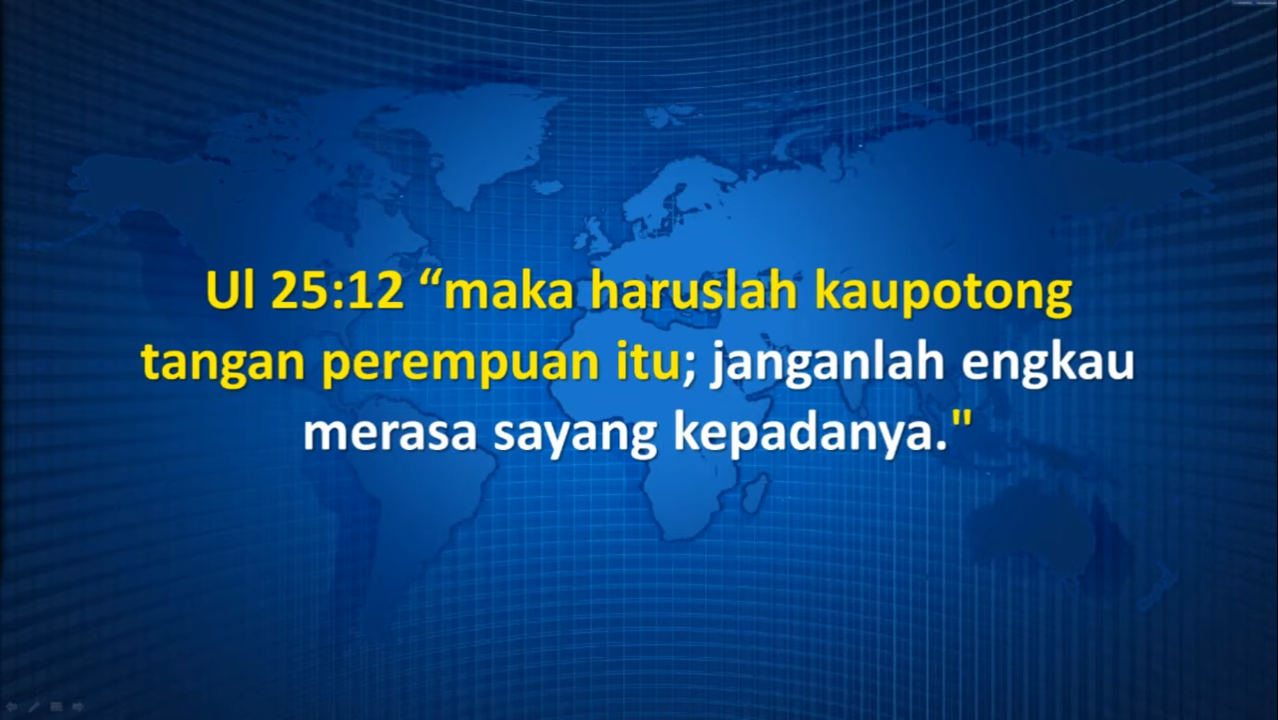 Ul 25:12 “maka haruslah kaupotong
tangan perempuan itu; janganlah engkau
merasa sayang kepadanya."